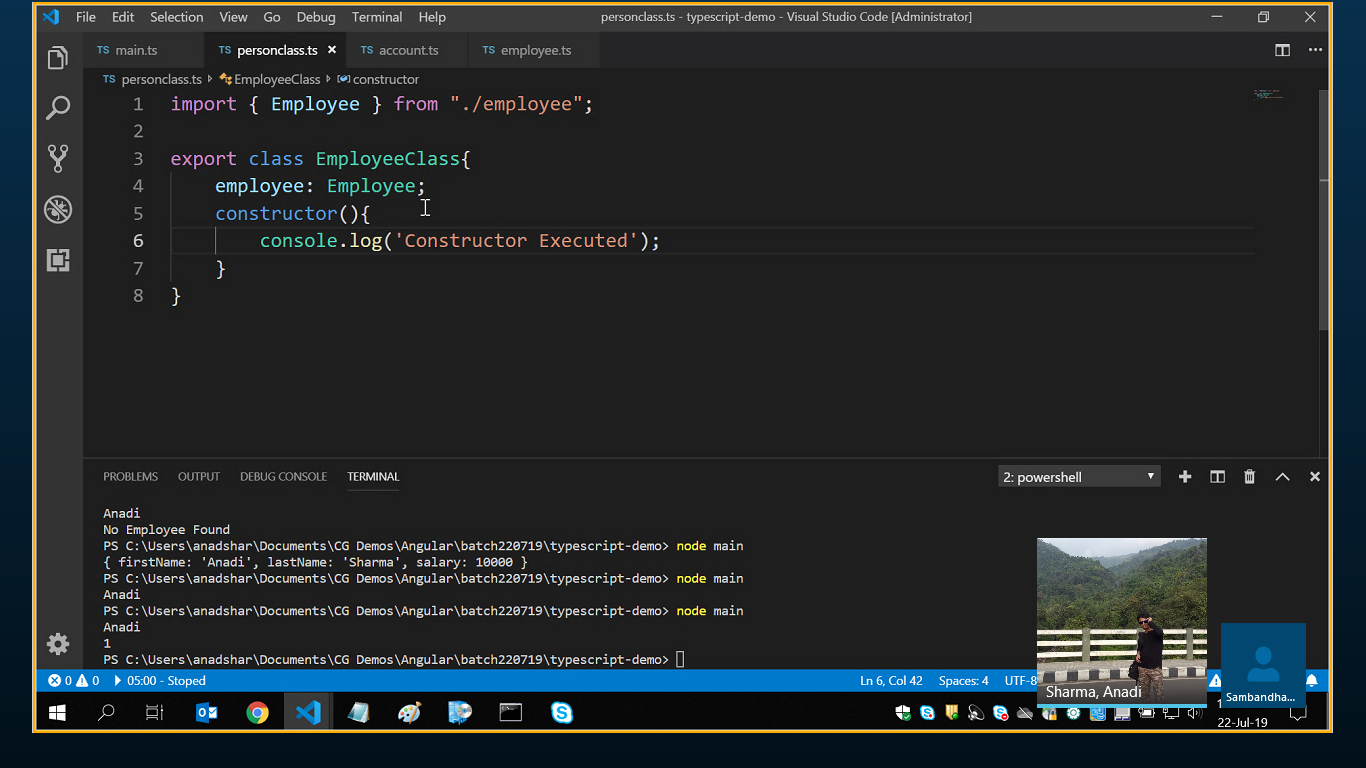 File Edit Selection View Go Debug Terminal Help personclass.ts - typescript-demo - Visual Studio Code [Administrator]
TS main.ts TS personclass.ts × TS account.ts TS employee.ts
TS personclass.ts EmployeeClass constructor
1 import { Employee } from "./employee";
2
3 export class EmployeeClass{
4 employee: Employee;
5 constructor(){
6 console.log('Constructor Executed');
7 }
8 }
PROBLEMS OUTPUT DEBUG CONSOLE TERMINAL 2: powershell
Anadi
No Employee Found
PS C:\Users\anadshar\Documents\CG Demos\Angular\batch220719\typescript-demo> node main
{ firstName: 'Anadi', lastName: 'Sharma', salary: 10000 }
PS C:\Users\anadshar\Documents\CG Demos\Angular\batch220719\typescript-demo> node main
Anadi
PS C:\Users\anadshar\Documents\CG Demos\Angular\batch220719\typescript-demo> node main
Anadi
1
PS C:\Users\anadshar\Documents\CG Demos\Angular\batch220719\typescript-demo>
0 0 05:00 - Stoped Ln 6, Col 42 Spaces: 4 UTF-8
Sharma, Anadi
Sambandha...
22-Jul-19